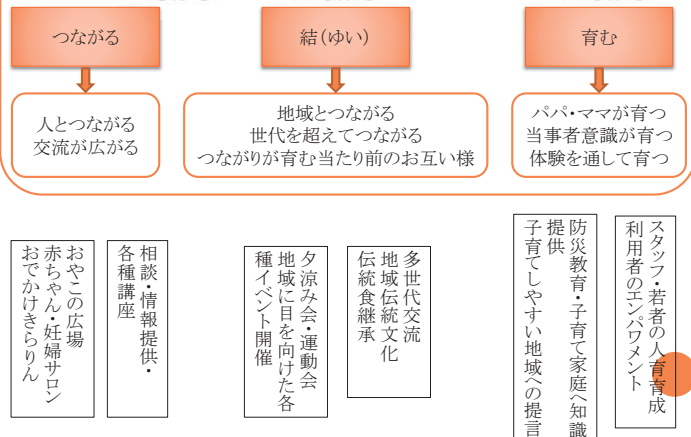 つながる
結(ゆい)
育む
人とつながる
交流が広がる
地域とつながる
世代を超えてつながる
つながりが育む当たり前のお互い様
パパ・ママが育つ
当事者意識が育つ
体験を通して育つ
おやこの広場
赤ちゃん・妊婦サロン
おでかけきらりん
相談・情報提供・
各種講座
夕涼み会・運動会
地域に目を向けた各
種イベント開催
多世代交流
地域伝統文化
伝統食継承
防災教育・子育て家庭へ知識
提供
子育てしやすい地域への提言
スタッフ・若者の人育育成
利用者のエンパワメント